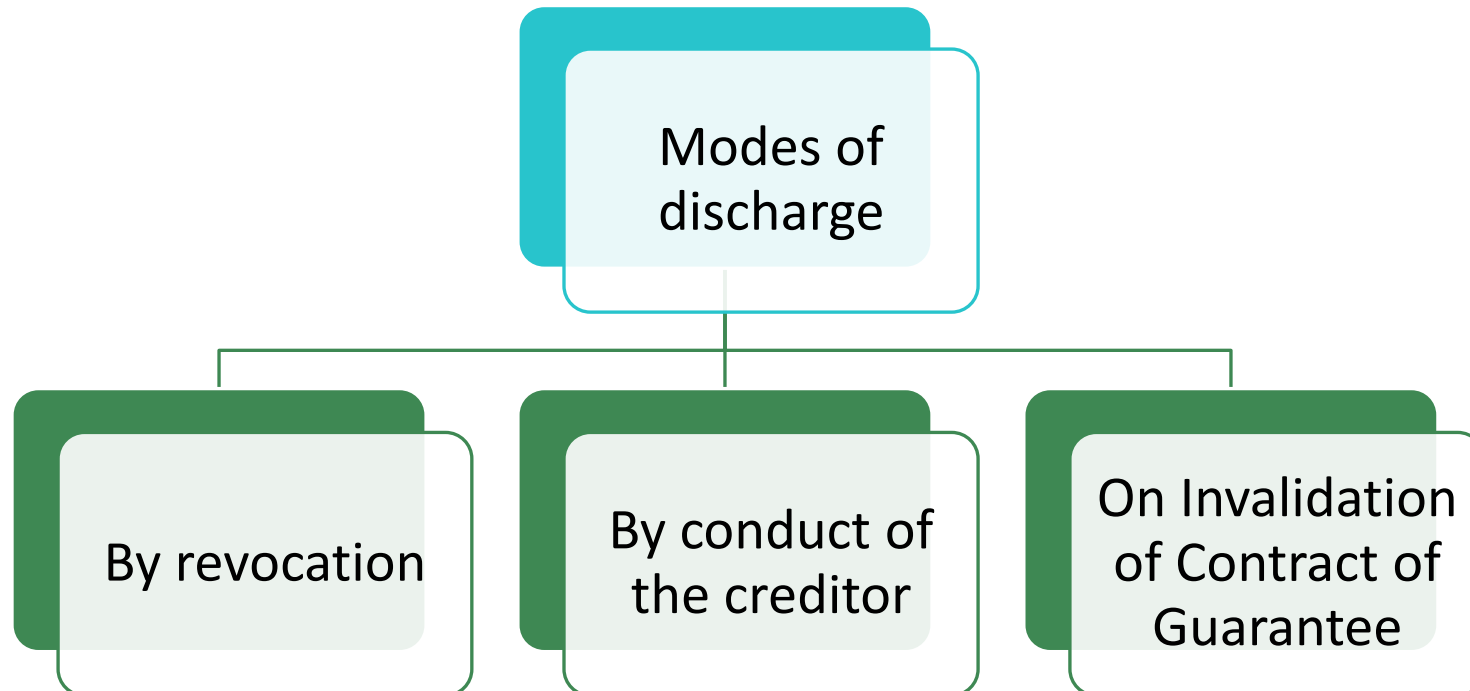 Modes of
discharge
By revocation
By conduct of
the creditor
On Invalidation
of Contract of
Guarantee